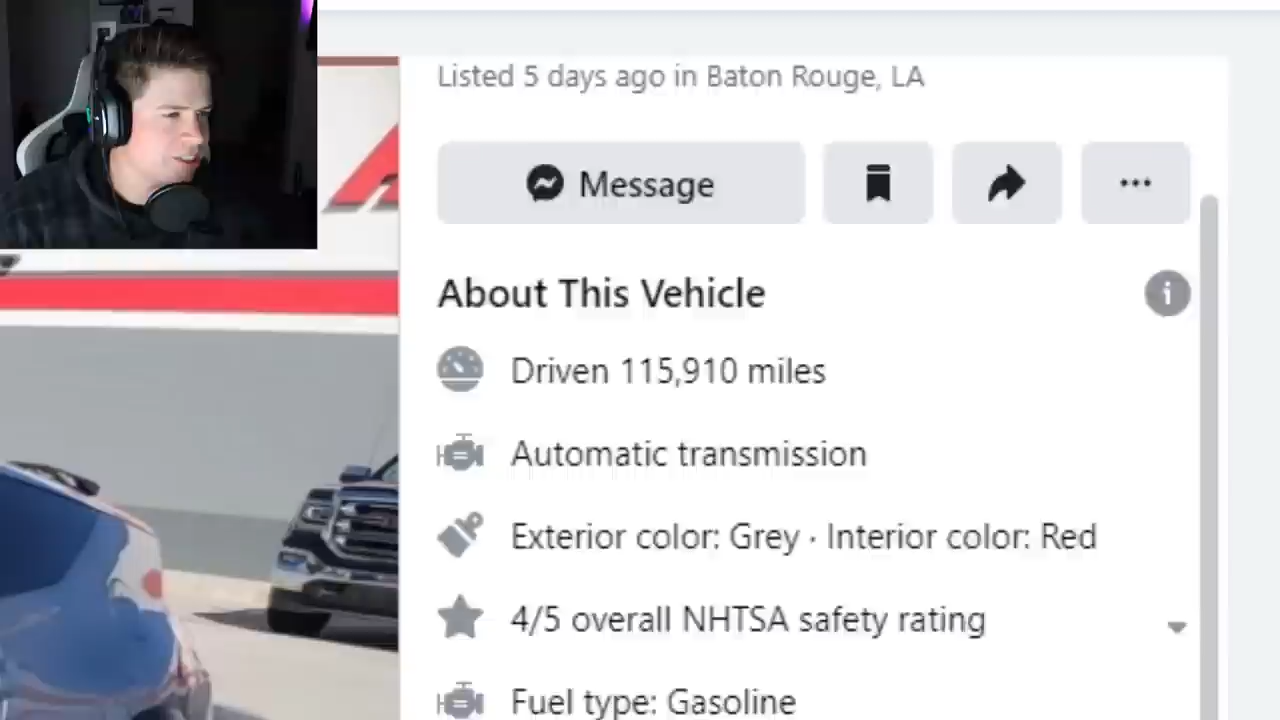 Listed 5 days ago in Baton Rouge, LA
Message
About This Vehicle
Driven 115,910 miles
Automatic transmission
Exterior color: Grey · Interior color: Red
4/5 overall NHTSA safety rating
Fuel type: Gasoline